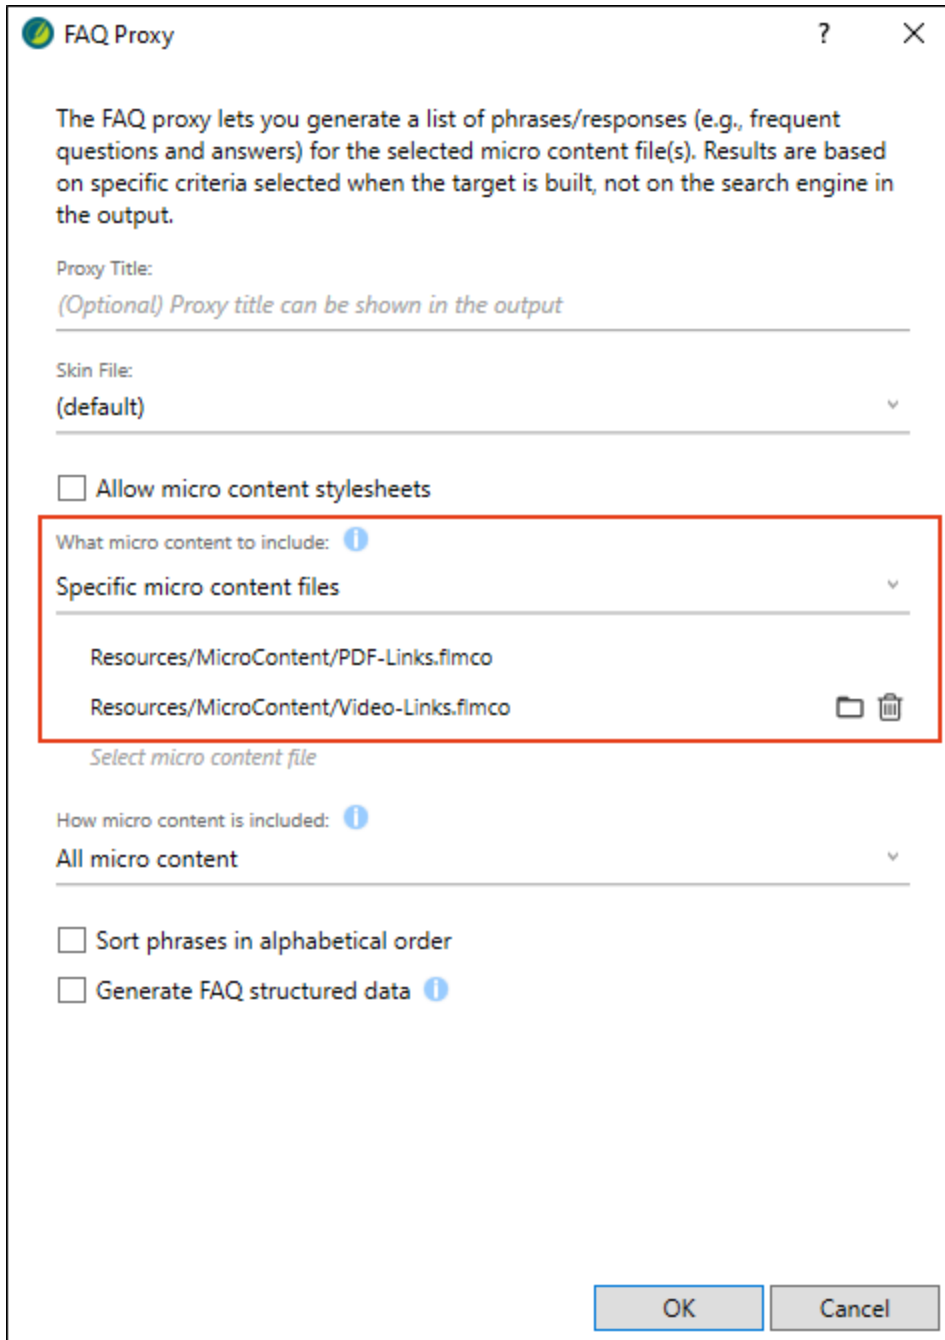 FAQ Proxy
?
The FAQ proxy lets you generate a list of phrases/responses (e.g., frequent
questions and answers) for the selected micro content file(s). Results are based
on specific criteria selected when the target is built, not on the search engine in
the output.
Proxy Title:
(Optional) Proxy title can be shown in the output
Skin File:
(default)
Allow micro content stylesheets
What micro content to include:
Specific micro content files
Resources/MicroContent/PDF-Links.flmco
Resources/MicroContent/Video-Links.flmco
Select micro content file
How micro content is included:
All micro content
Sort phrases in alphabetical order
Generate FAQ structured data
OK
Cancel